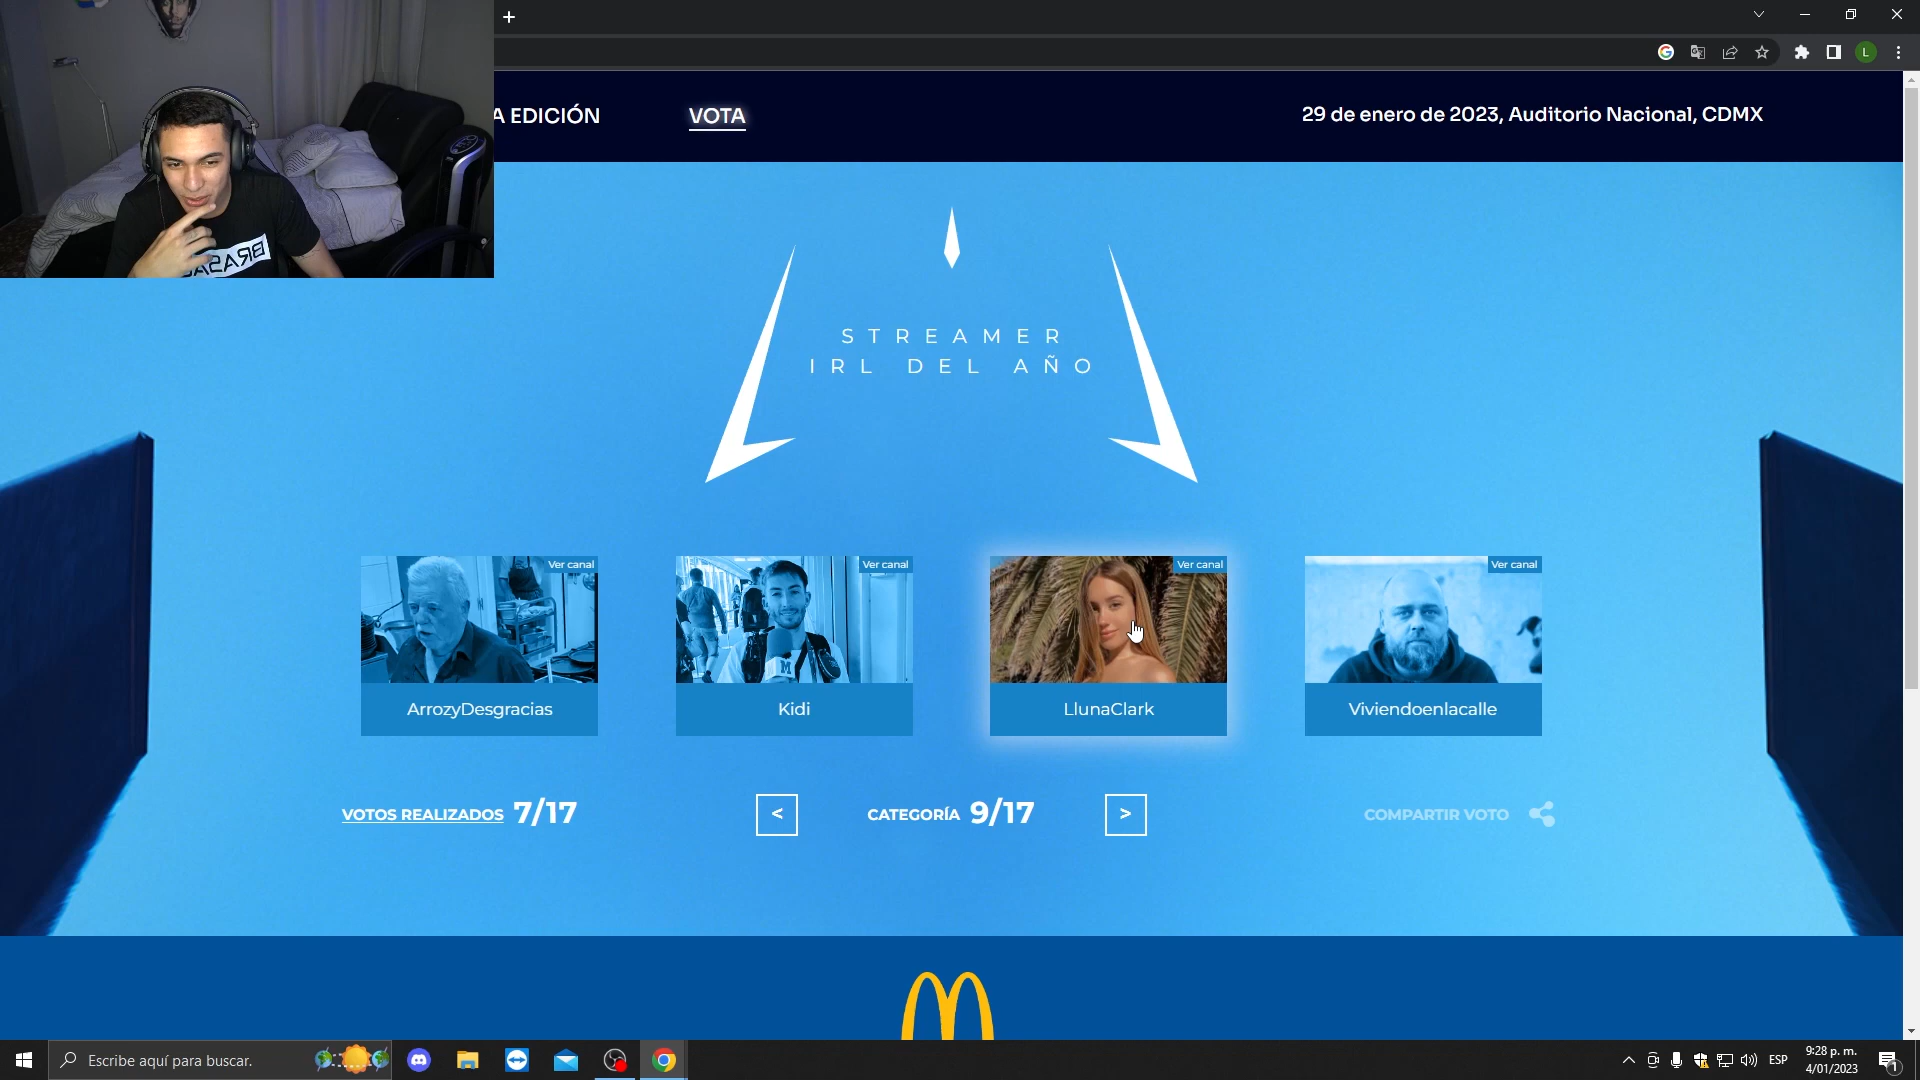 A EDICIÓN
VOTA
29 de enero de 2023, Auditorio Nacional, CDMX
STREAMER
IRL DEL AÑO
Ver canal
Ver canal
Ver canal
Ver canal
ArrozyDesgracias
Kidi
LlunaClark
Viviendoenlacalle
VOTOS REALIZADOS 7/17
<
CATEGORÍA 9/17
>
COMPARTIR VOTO
Escribe aquí para buscar.
ESP
9:28 p. m.
4/01/2023
L
1